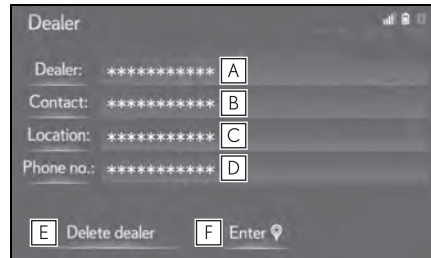 Dealer
Dealer: *********** A
Contact: *********** B
Location: *********** C
Phone no.: *********** D
E Delete dealer F Enter